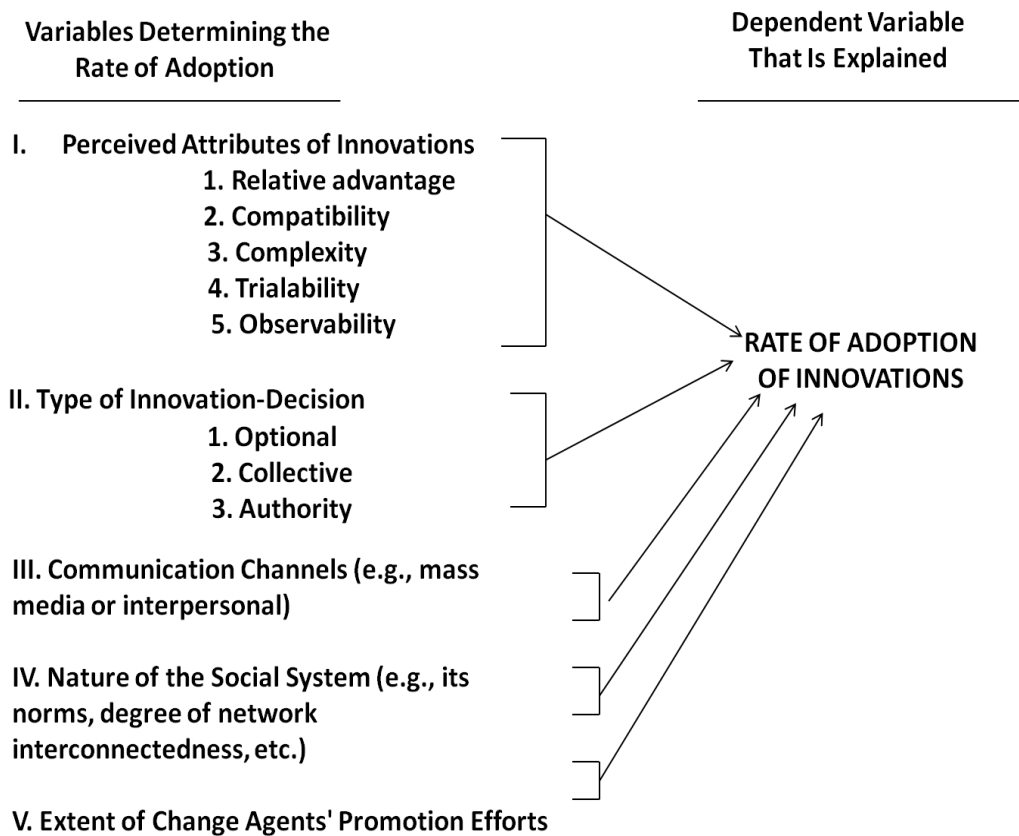 Variables Determining the
Rate of Adoption
Dependent Variable
That Is Explained
I. Perceived Attributes of Innovations
1. Relative advantage
2. Compatibility
3. Complexity
4. Trialability
5. Observability
RATE OF ADOPTION
OF INNOVATIONS
II. Type of Innovation-Decision
1. Optional
2. Collective
3. Authority
III. Communication Channels (e.g., mass
media or interpersonal)
IV. Nature of the Social System (e.g., its
norms, degree of network
interconnectedness, etc.)
V. Extent of Change Agents' Promotion Efforts